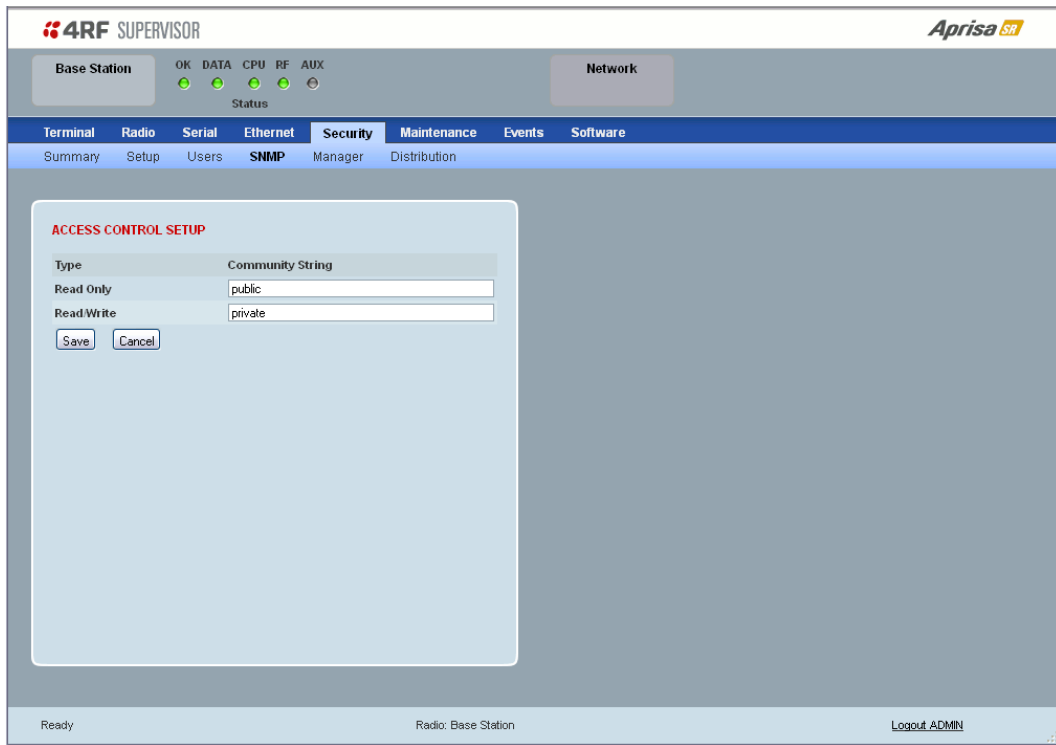 4RF SUPERVISOR
Aprisa SR
Base Station
OK DATA CPU RF AUX
Status
Network
Terminal Radio Serial Ethernet Security Maintenance Events Software
Summary Setup Users SNMP Manager Distribution
ACCESS CONTROL SETUP
Type Community String
Read Only public
Read/Write private
Save Cancel
Ready Radio: Base Station Logout ADMIN